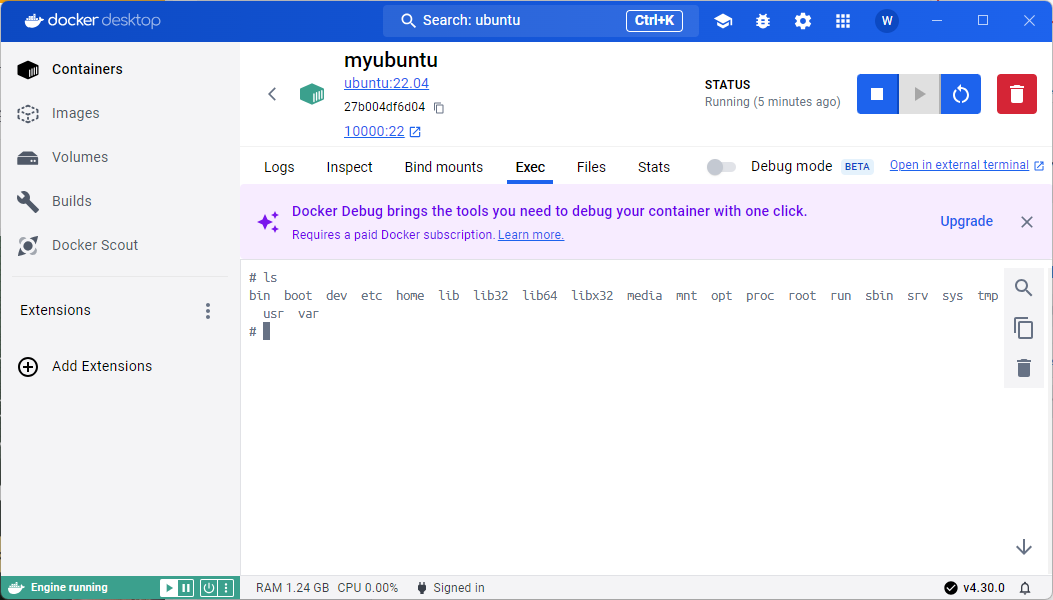 docker desktop
Search: ubuntu
Ctrl+K
W
Containers
Images
Volumes
Builds
Docker Scout
Extensions
Add Extensions
myubuntu
ubuntu:22.04
27b004df6d04
10000:22
STATUS
Running (5 minutes ago)
Logs Inspect Bind mounts Exec Files Stats Debug mode BETA Open in external terminal
Docker Debug brings the tools you need to debug your container with one click.
Requires a paid Docker subscription. Learn more.
Upgrade
# ls
bin boot dev etc home lib lib32 lib64 libx32 media mnt opt proc root run sbin srv sys tmp
usr var
#
Engine running
RAM 1.24 GB CPU 0.00% Signed in
v4.30.0